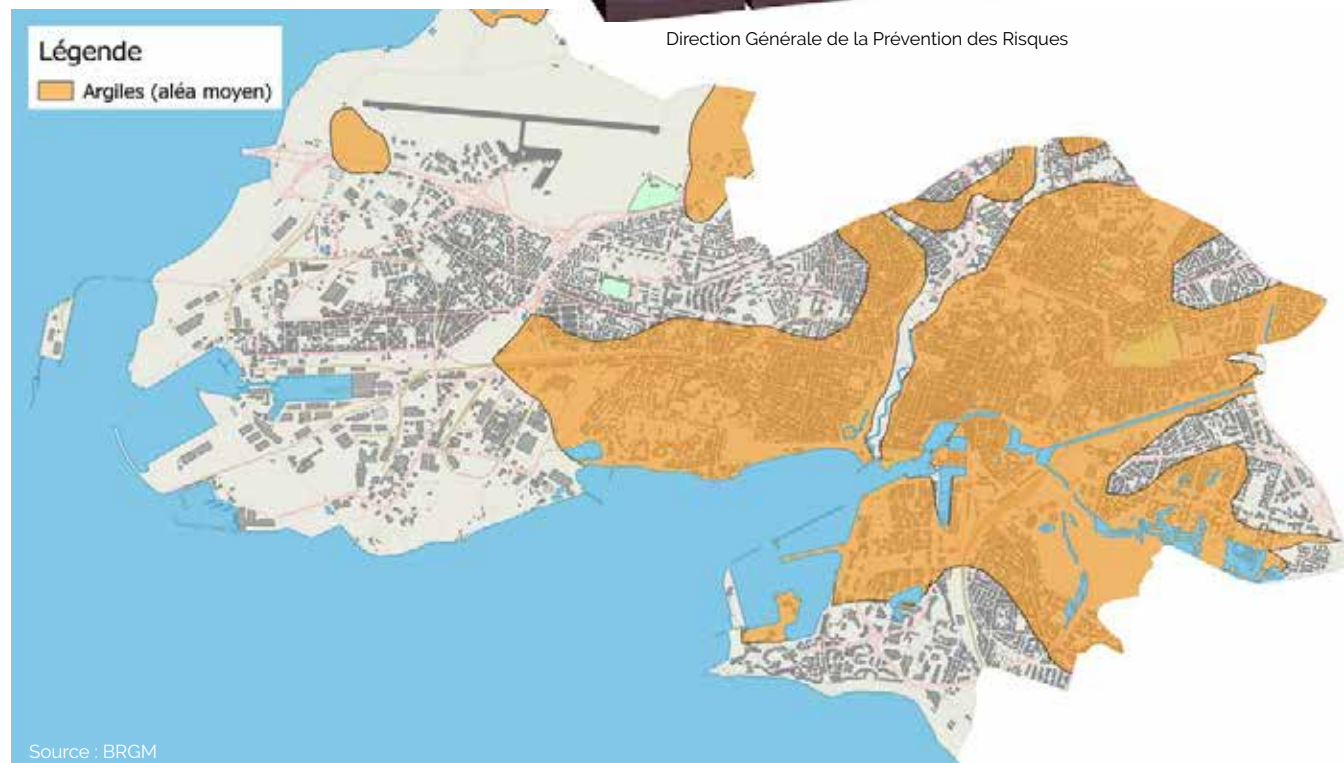 Direction Générale de la Prévention des Risques
Légende
Argiles (aléa moyen)
Source : BRGM